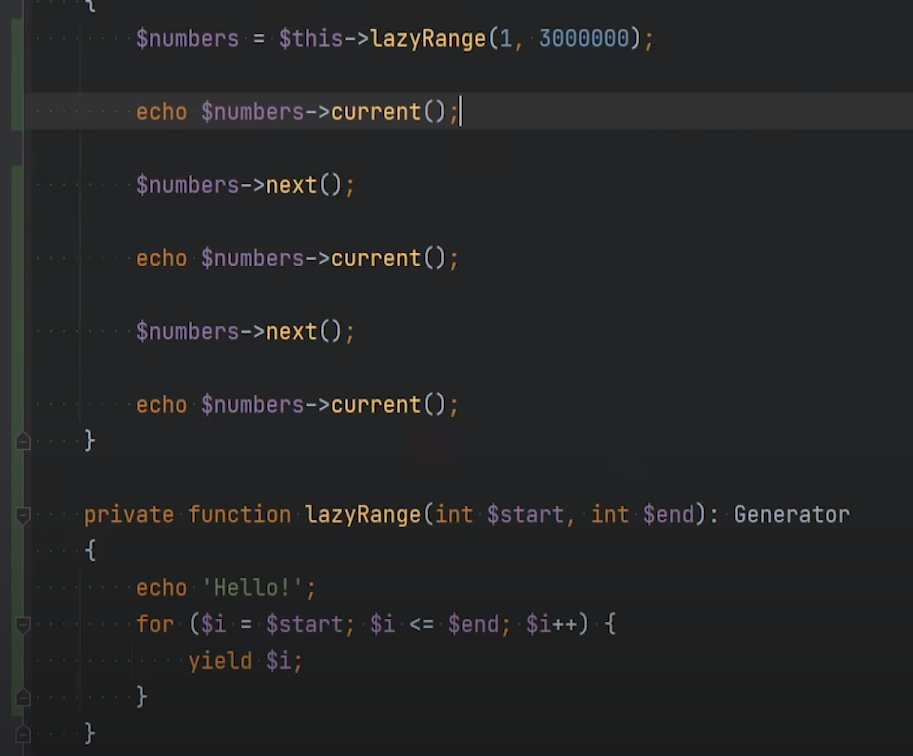 {
$numbers = $this->lazyRange(1, 3000000);
echo $numbers->current();
$numbers->next();
echo $numbers->current();
$numbers->next();
echo $numbers->current();
}
private function lazyRange(int $start, int $end): Generator
{
echo 'Hello!';
for ($i = $start; $i <= $end; $i++) {
yield $i;
}
}